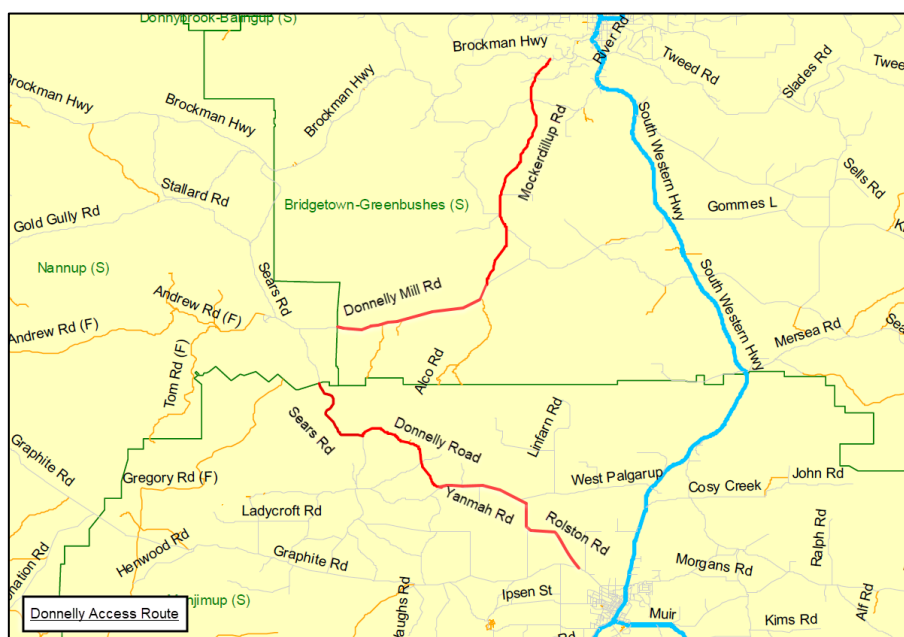 Donnybrook-Balingup (S)
Brockman Hwy
River Rd
Tweed Rd
Slades Rd
Brockman Hwy
Brockman Hwy
Brockman Hwy
Mockerdillup Rd
South Western Hwy
Stallard Rd
Sells Rd
Bridgetown-Greenbushes (S)
Gommes L
Gold Gully Rd
Nannup (S)
Sears Rd
South Western Hwy
Donnelly Mill Rd
Andrew Rd (F)
Andrew Rd (F)
Mersea Rd
Tom Rd (F)
Alco Rd
Sears Rd
Donnelly Road
Linfarn Rd
Graphite Rd
Gregory Rd (F)
West Palgarup
John Rd
Cosy Creek
Yanmah Rd
Ladycroft Rd
Rolston Rd
Henwood Rd
Graphite Rd
Ralph Rd
Morgans Rd
Ipsen St
Alf Rd
Donnelly Access Route
Muir
Kims Rd